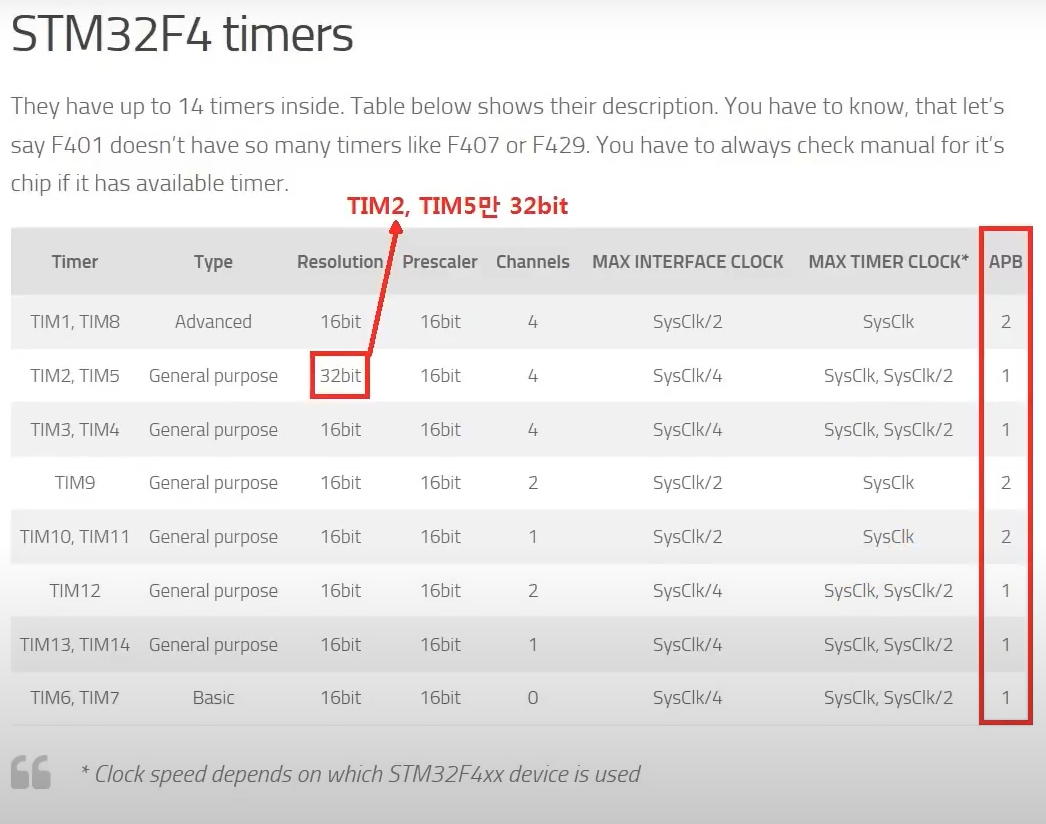 STM32F4 timers
They have up to 14 timers inside. Table below shows their description. You have to know, that let's
say F401 doesn't have so many timers like F407 or F429. You have to always check manual for it's
chip if it has available timer.
TIM2, TIM5만 32bit
Timer Type Resolution Prescaler Channels MAX INTERFACE CLOCK MAX TIMER CLOCK* APB
TIM1, TIM8 Advanced 16bit 16bit 4 SysClk/2 SysClk 2
TIM2, TIM5 General purpose 32bit 16bit 4 SysClk/4 SysClk, SysClk/2 1
TIM3, TIM4 General purpose 16bit 16bit 4 SysClk/4 SysClk, SysClk/2 1
TIM9 General purpose 16bit 16bit 2 SysClk/2 SysClk 2
TIM10, TIM11 General purpose 16bit 16bit 1 SysClk/2 SysClk 2
TIM12 General purpose 16bit 16bit 2 SysClk/4 SysClk, SysClk/2 1
TIM13, TIM14 General purpose 16bit 16bit 1 SysClk/4 SysClk, SysClk/2 1
TIM6, TIM7 Basic 16bit 16bit 0 SysClk/4 SysClk, SysClk/2 1
* Clock speed depends on which STM32F4xx device is used